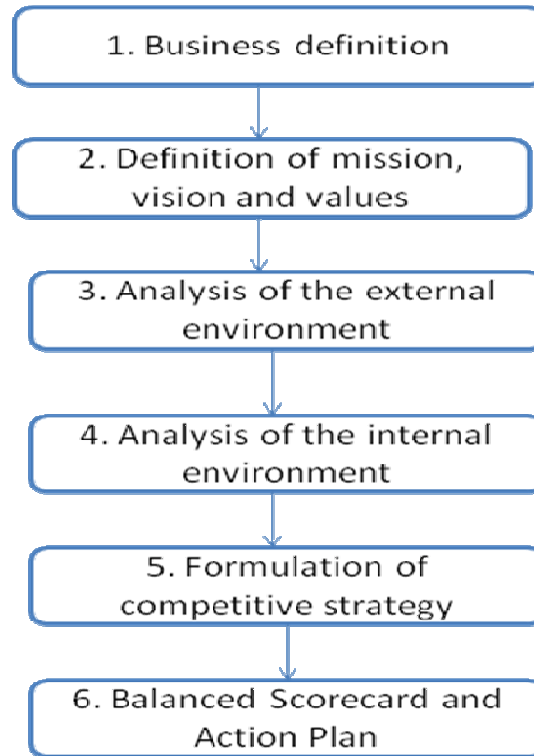 1. Business definition
2. Definition of mission,
vision and values
3. Analysis of the external
environment
4. Analysis of the internal
environment
5. Formulation of
competitive strategy
6. Balanced Scorecard and
Action Plan